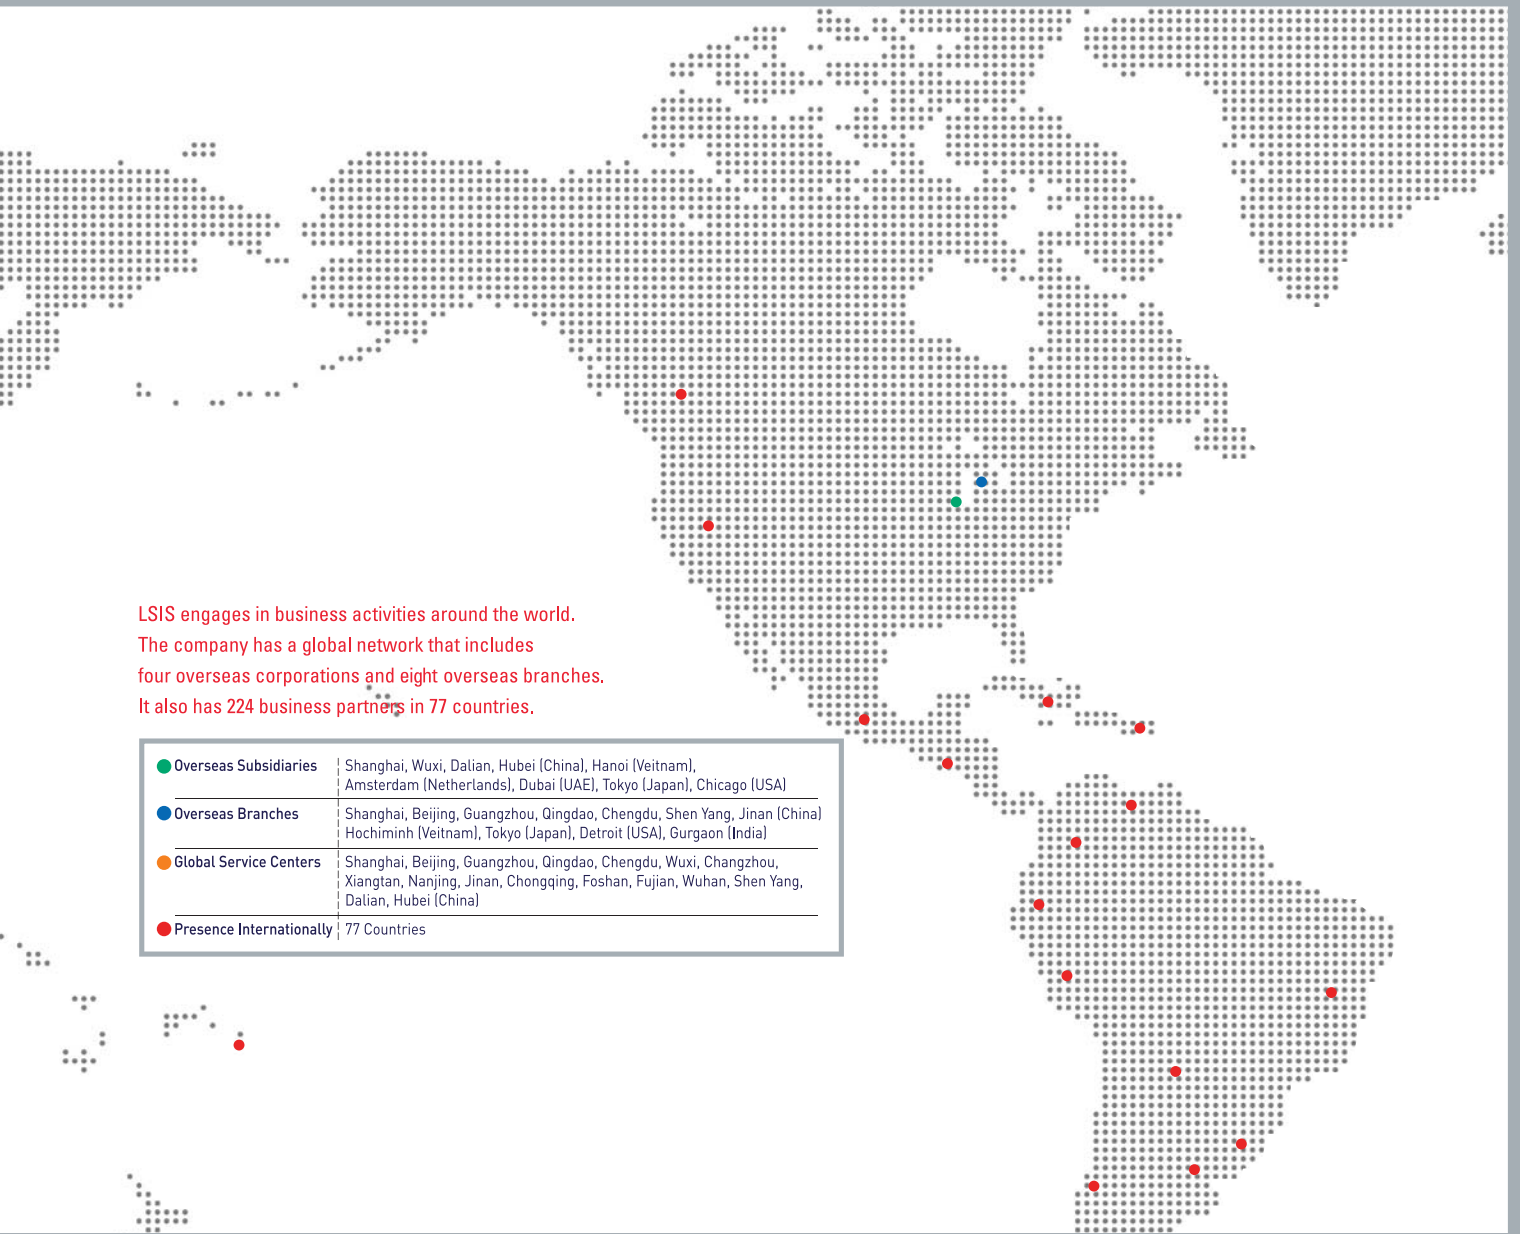 LSIS engages in business activities around the world.
The company has a global network that includes
four overseas corporations and eight overseas branches.
It also has 224 business partners in 77 countries.
Overseas Subsidiaries
Shanghai, Wuxi, Dalian, Hubei (China), Hanoi (Veitnam),
Amsterdam (Netherlands), Dubai (UAE), Tokyo (Japan), Chicago (USA)
Overseas Branches
Shanghai, Beijing, Guangzhou, Qingdao, Chengdu, Shen Yang, Jinan (China)
Hochiminh (Veitnam), Tokyo (Japan), Detroit (USA), Gurgaon (India)
Global Service Centers
Shanghai, Beijing, Guangzhou, Qingdao, Chengdu, Wuxi, Changzhou,
Xiangtan, Nanjing, Jinan, Chongqing, Foshan, Fujian, Wuhan, Shen Yang,
Dalian, Hubei (China)
Presence Internationally
77 Countries